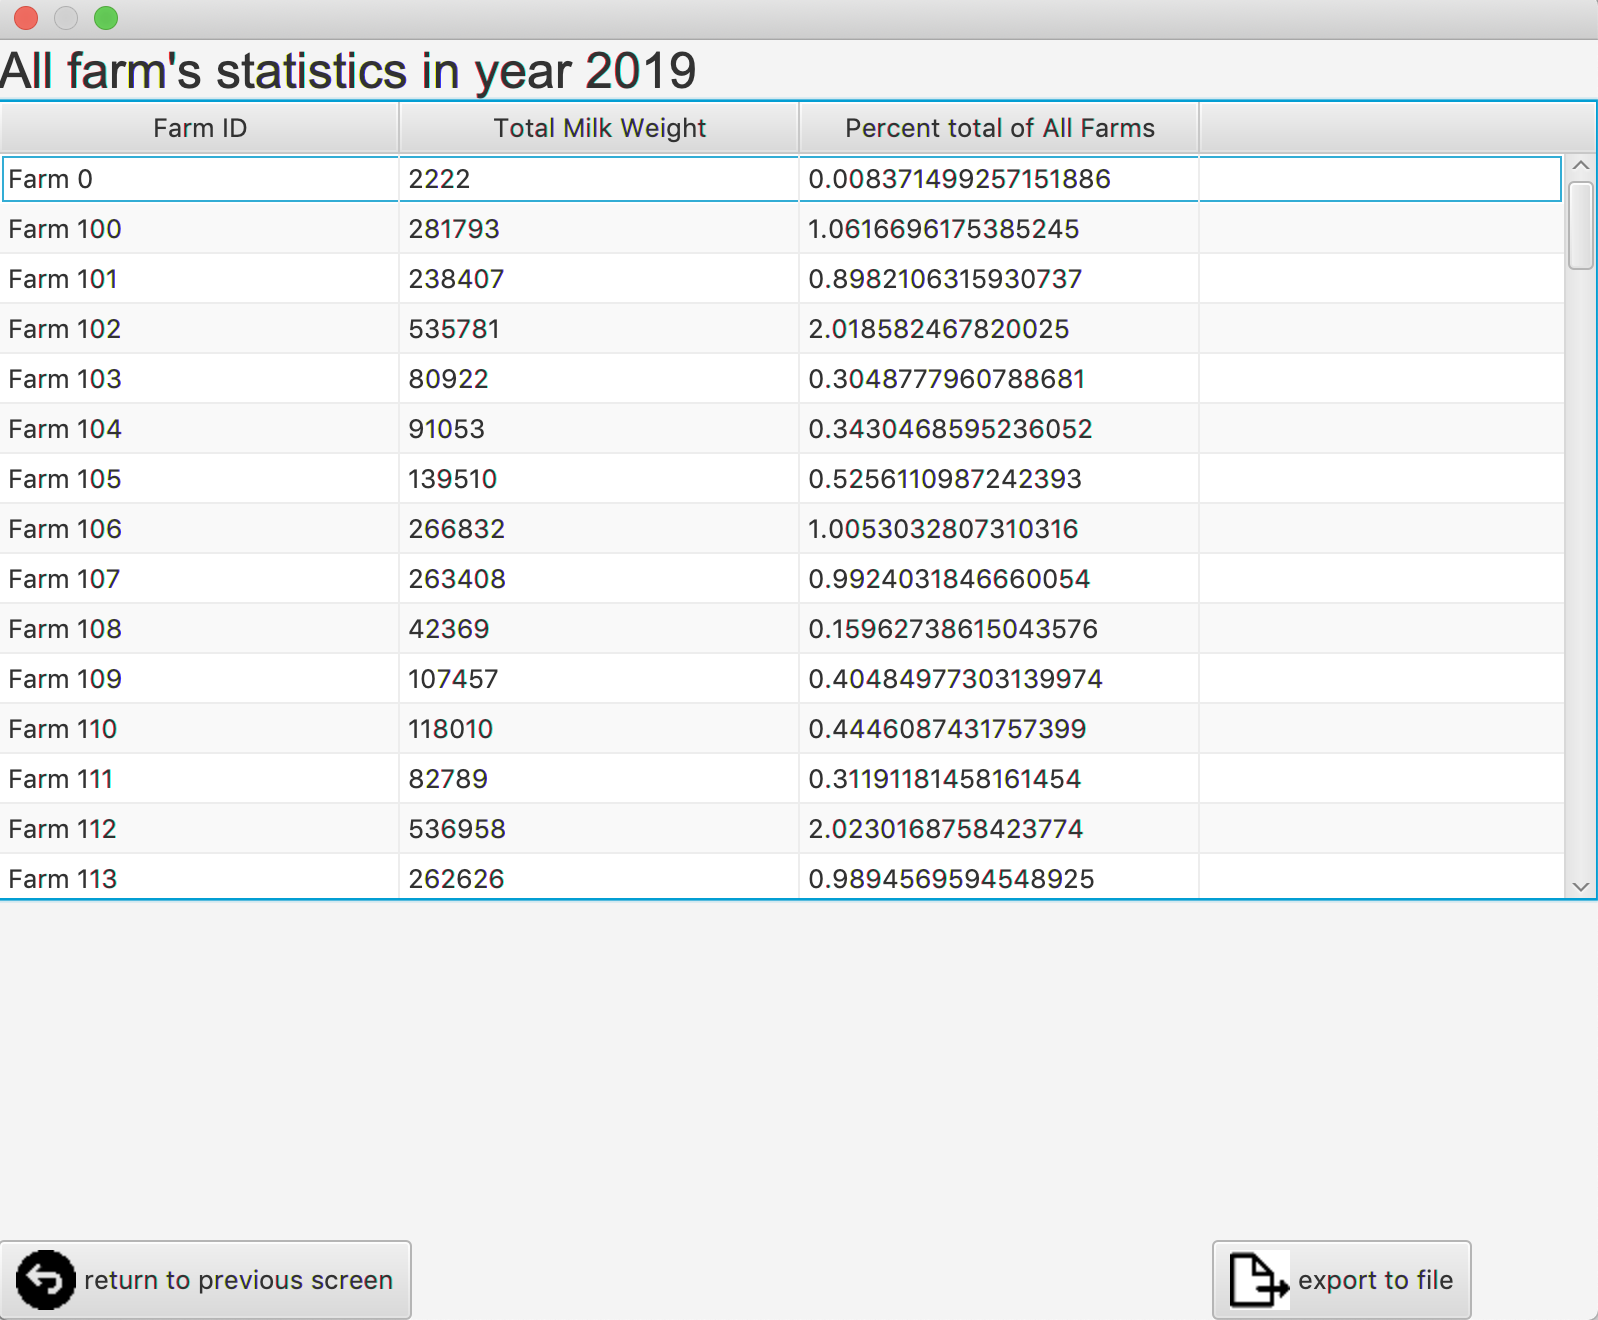 All farm's statistics in year 2019
Farm ID Total Milk Weight Percent total of All Farms
Farm 0 2222 0.008371499257151886
Farm 100 281793 1.0616696175385245
Farm 101 238407 0.8982106315930737
Farm 102 535781 2.018582467820025
Farm 103 80922 0.3048777960788681
Farm 104 91053 0.3430468595236052
Farm 105 139510 0.5256110987242393
Farm 106 266832 1.0053032807310316
Farm 107 263408 0.9924031846660054
Farm 108 42369 0.15962738615043576
Farm 109 107457 0.40484977303139974
Farm 110 118010 0.4446087431757399
Farm 111 82789 0.31191181458161454
Farm 112 536958 2.0230168758423774
Farm 113 262626 0.9894569594548925
return to previous screen export to file